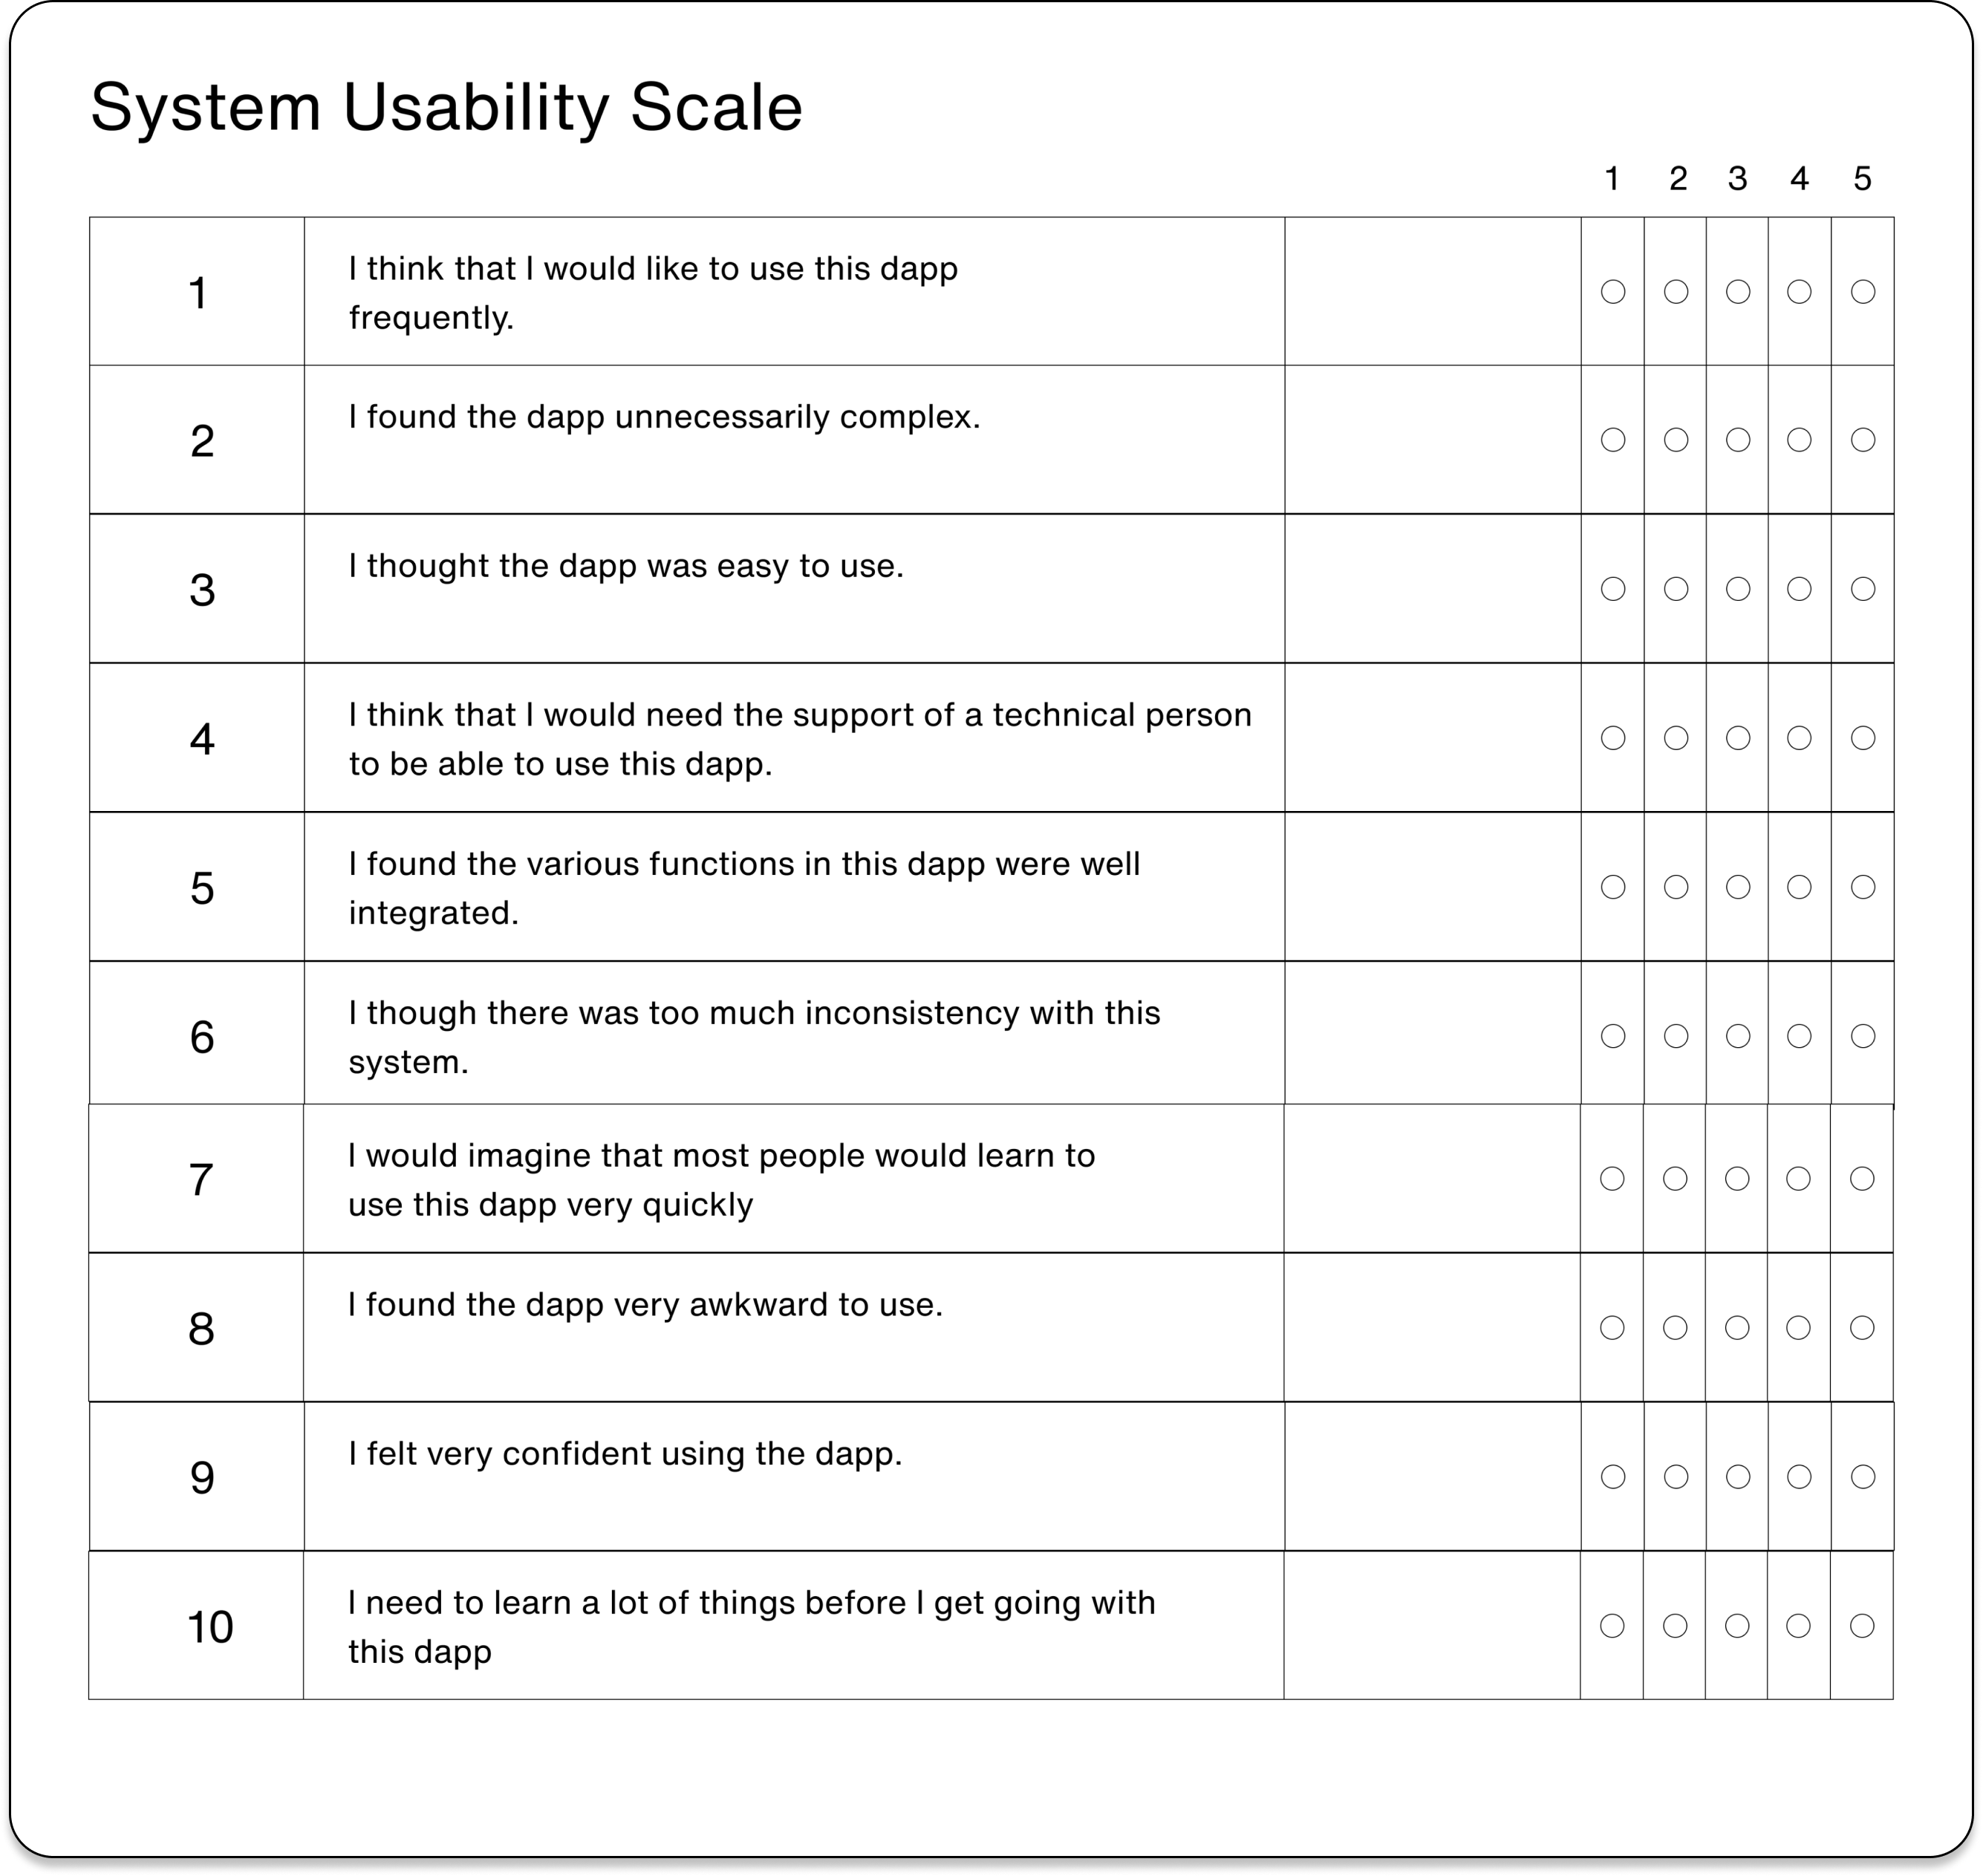 System Usability Scale
1 2 3 4 5
1 I think that I would like to use this dapp
frequently.
2 I found the dapp unnecessarily complex.
3 I thought the dapp was easy to use.
4 I think that I would need the support of a technical person
to be able to use this dapp.
5 I found the various functions in this dapp were well
integrated.
6 I though there was too much inconsistency with this
system.
7 I would imagine that most people would learn to
use this dapp very quickly
8 I found the dapp very awkward to use.
9 I felt very confident using the dapp.
10 I need to learn a lot of things before I get going with
this dapp